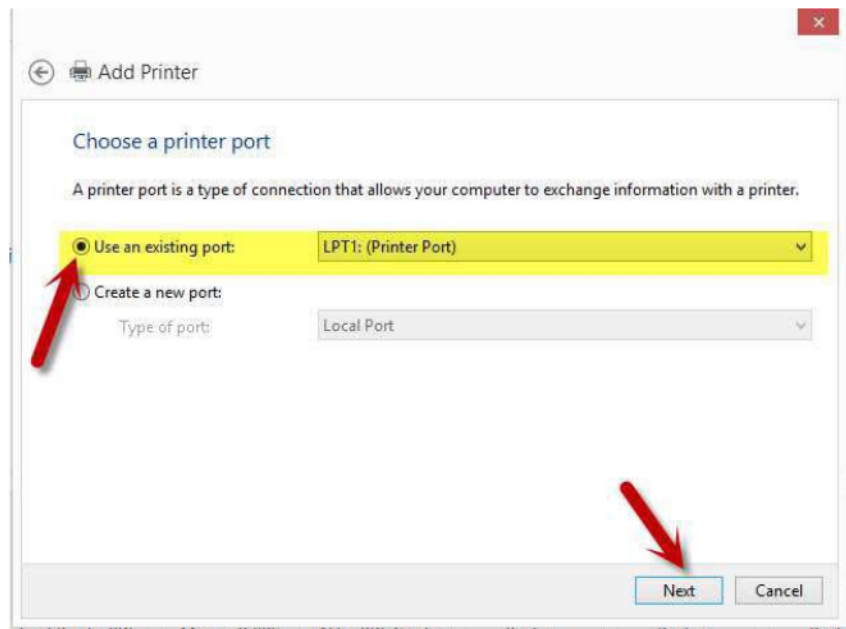 Add Printer
Choose a printer port
A printer port is a type of connection that allows your computer to exchange information with a printer.
Use an existing port: LPT1: (Printer Port)
Create a new port:
Type of port: Local Port
Next Cancel